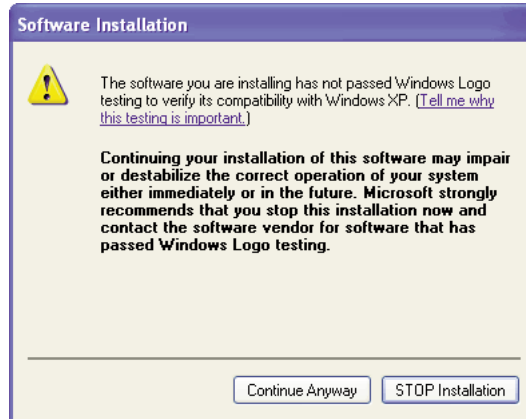 Software Installation
The software you are installing has not passed Windows Logo
testing to verify its compatibility with Windows XP. (Tell me why
this testing is important.)
Continuing your installation of this software may impair
or destabilize the correct operation of your system
either immediately or in the future. Microsoft strongly
recommends that you stop this installation now and
contact the software vendor for software that has
passed Windows Logo testing.
Continue Anyway
STOP Installation